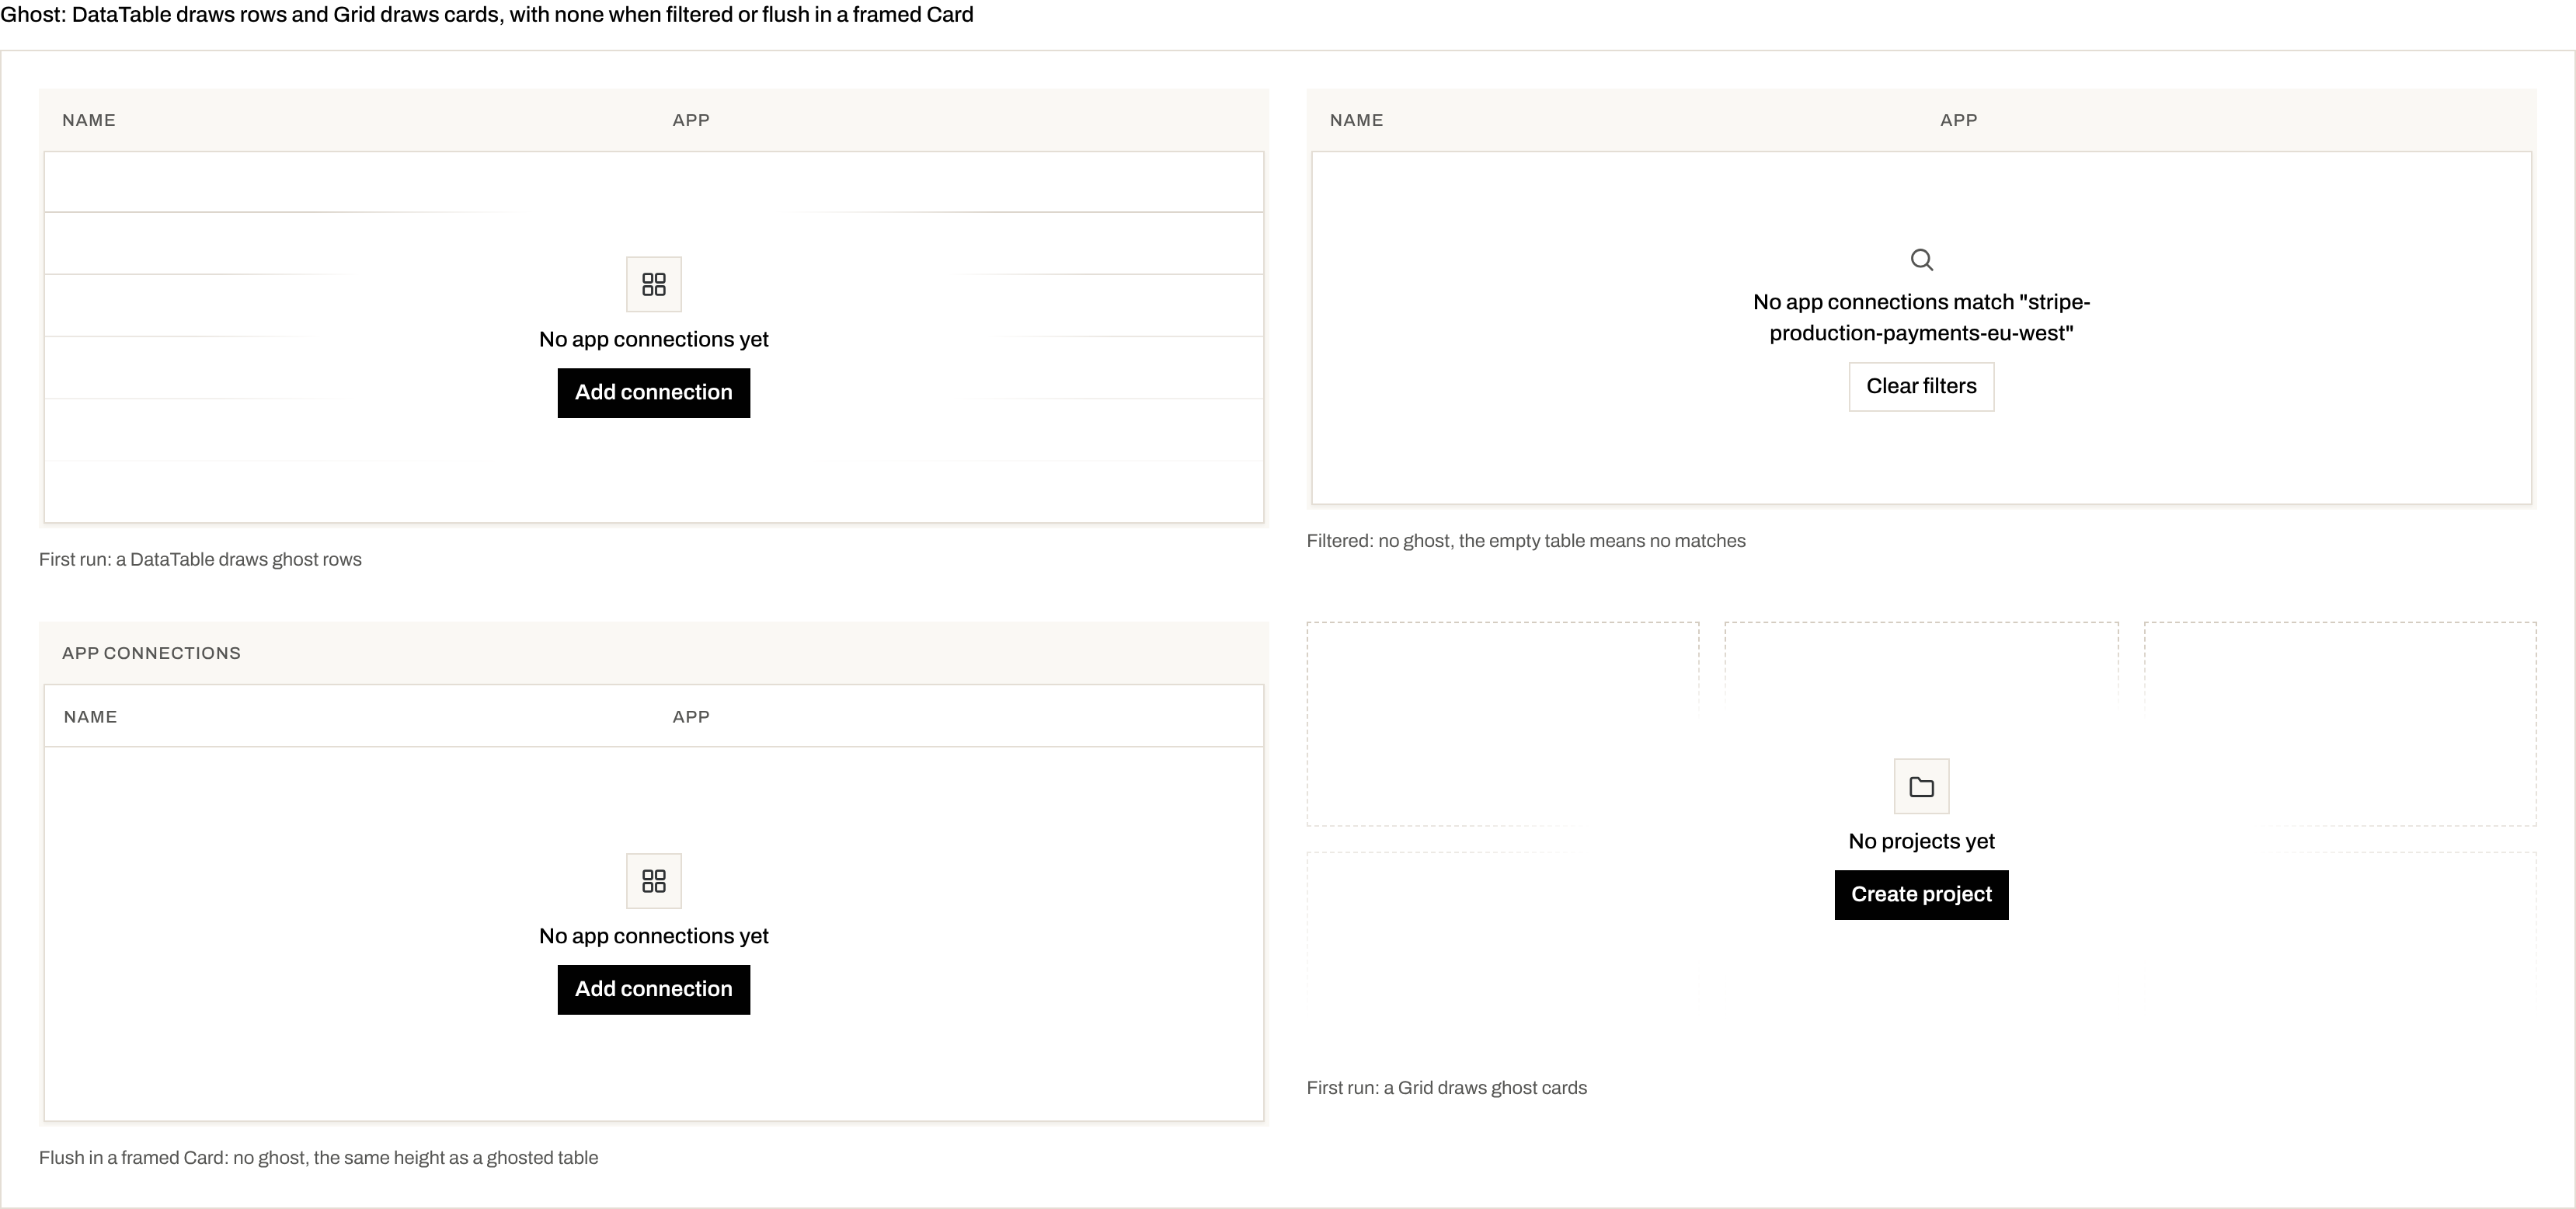 Ghost: DataTable draws rows and Grid draws cards, with none when filtered or flush in a framed Card
NAME APP
No app connections yet
Add connection
First run: a DataTable draws ghost rows
NAME APP
No app connections match "stripe-
production-payments-eu-west"
Clear filters
Filtered: no ghost, the empty table means no matches
APP CONNECTIONS
NAME APP
No app connections yet
Add connection
Flush in a framed Card: no ghost, the same height as a ghosted table
No projects yet
Create project
First run: a Grid draws ghost cards